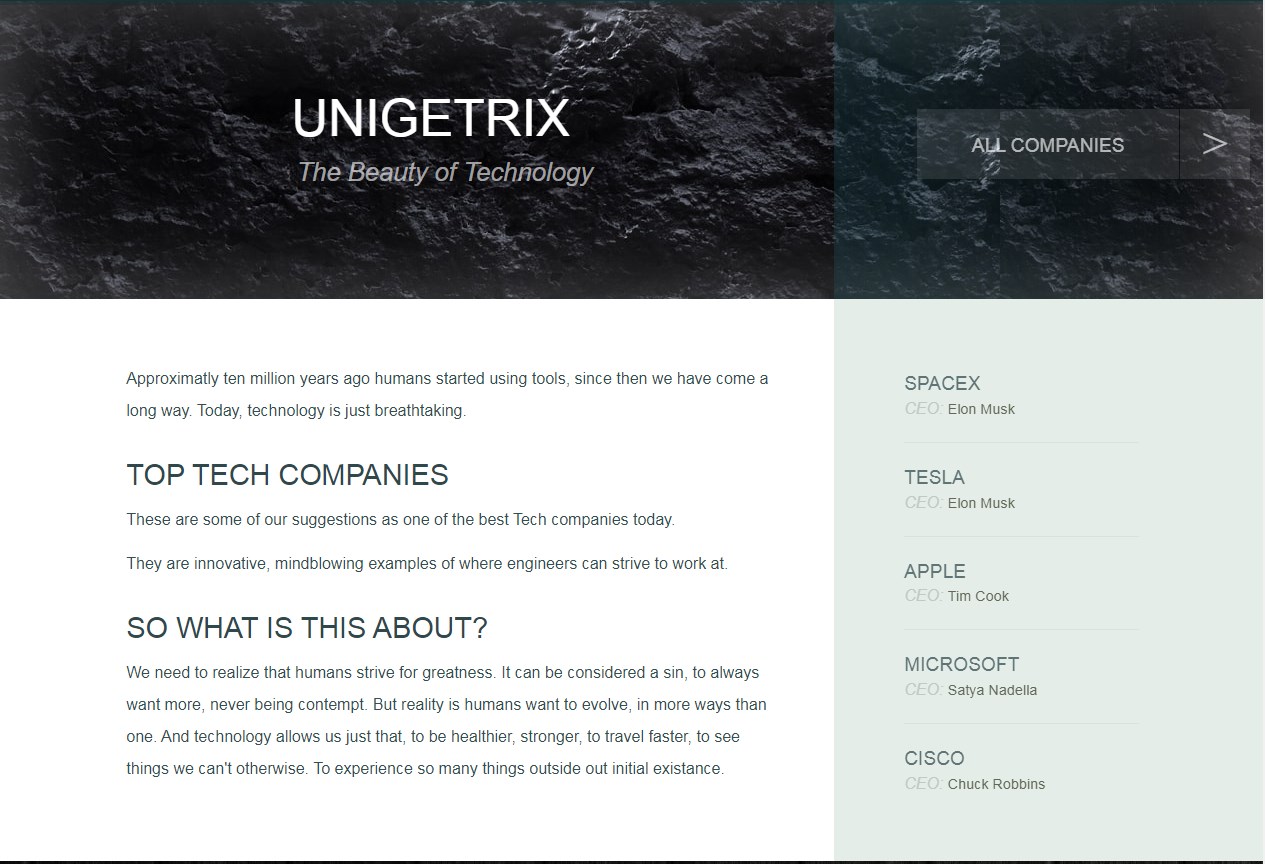 UNIGETRIX
The Beauty of Technology
ALL COMPANIES
>
Approximatly ten million years ago humans started using tools, since then we have come a
long way. Today, technology is just breathtaking.
TOP TECH COMPANIES
These are some of our suggestions as one of the best Tech companies today.
They are innovative, mindblowing examples of where engineers can strive to work at.
SO WHAT IS THIS ABOUT?
We need to realize that humans strive for greatness. It can be considered a sin, to always
want more, never being contempt. But reality is humans want to evolve, in more ways than
one. And technology allows us just that, to be healthier, stronger, to travel faster, to see
things we can't otherwise. To experience so many things outside out initial existance.
SPACEX
CEO: Elon Musk
TESLA
CEO: Elon Musk
APPLE
CEO: Tim Cook
MICROSOFT
CEO: Satya Nadella
CISCO
CEO: Chuck Robbins